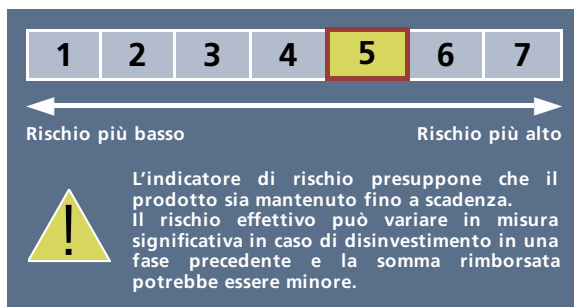 1 2 3 4 5 6 7
Rischio più basso Rischio più alto
L'indicatore di rischio presuppone che il
prodotto sia mantenuto fino a scadenza.
Il rischio effettivo può variare in misura
significativa in caso di disinvestimento in una
fase precedente e la somma rimborsata
potrebbe essere minore.
!